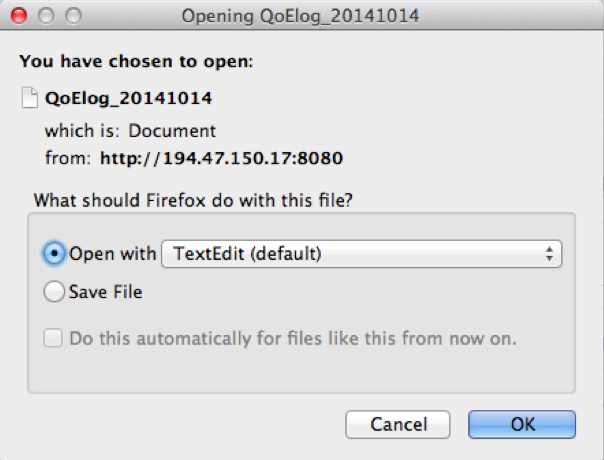 Opening QoElog_20141014
You have chosen to open:
QoElog_20141014
which is: Document
from: http://194.47.150.17:8080
What should Firefox do with this file?
Open with TextEdit (default)
Save File
Do this automatically for files like this from now on.
Cancel OK